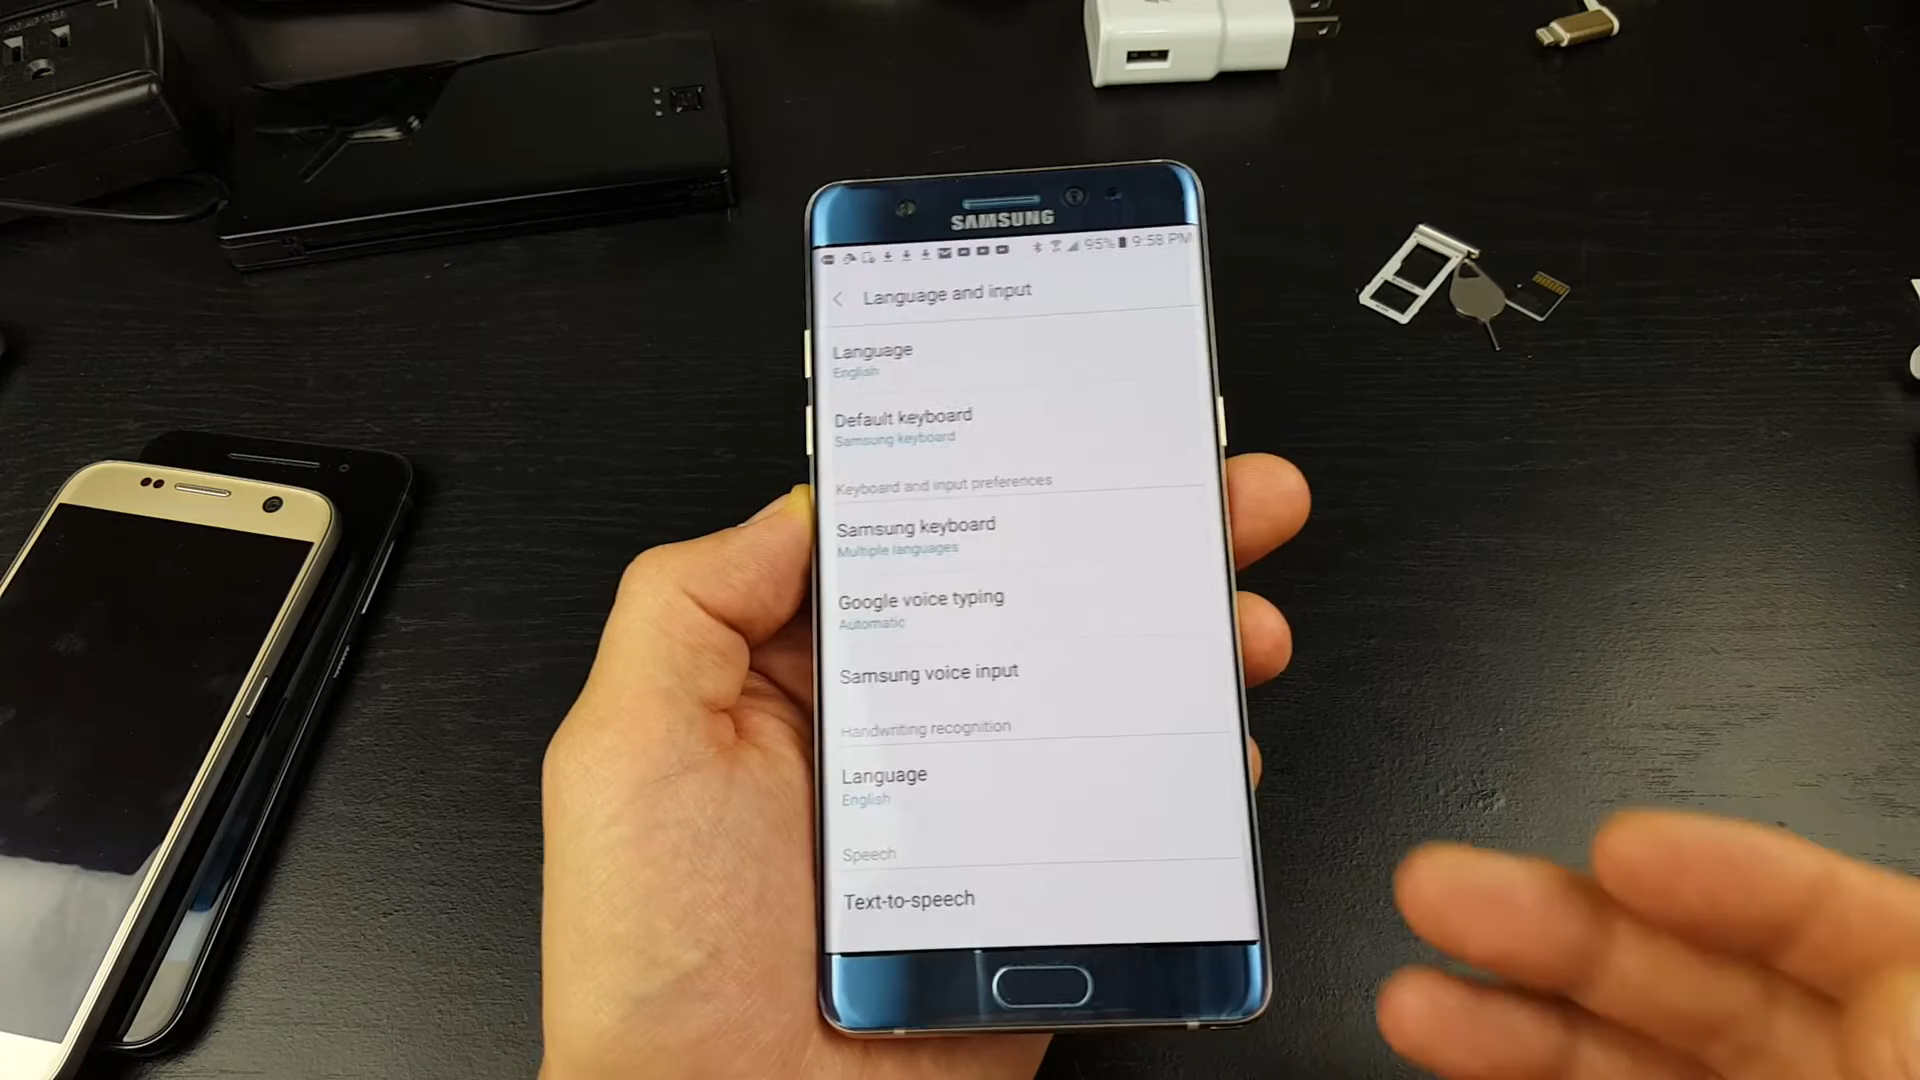 SAMSUNG
95% 9:58 PM
Language and input
Language
English
Default keyboard
Samsung keyboard
Keyboard and input preferences
Samsung keyboard
Multiple languages
Google voice typing
Automatic
Samsung voice input
Handwriting recognition
Language
English
Speech
Text-to-speech